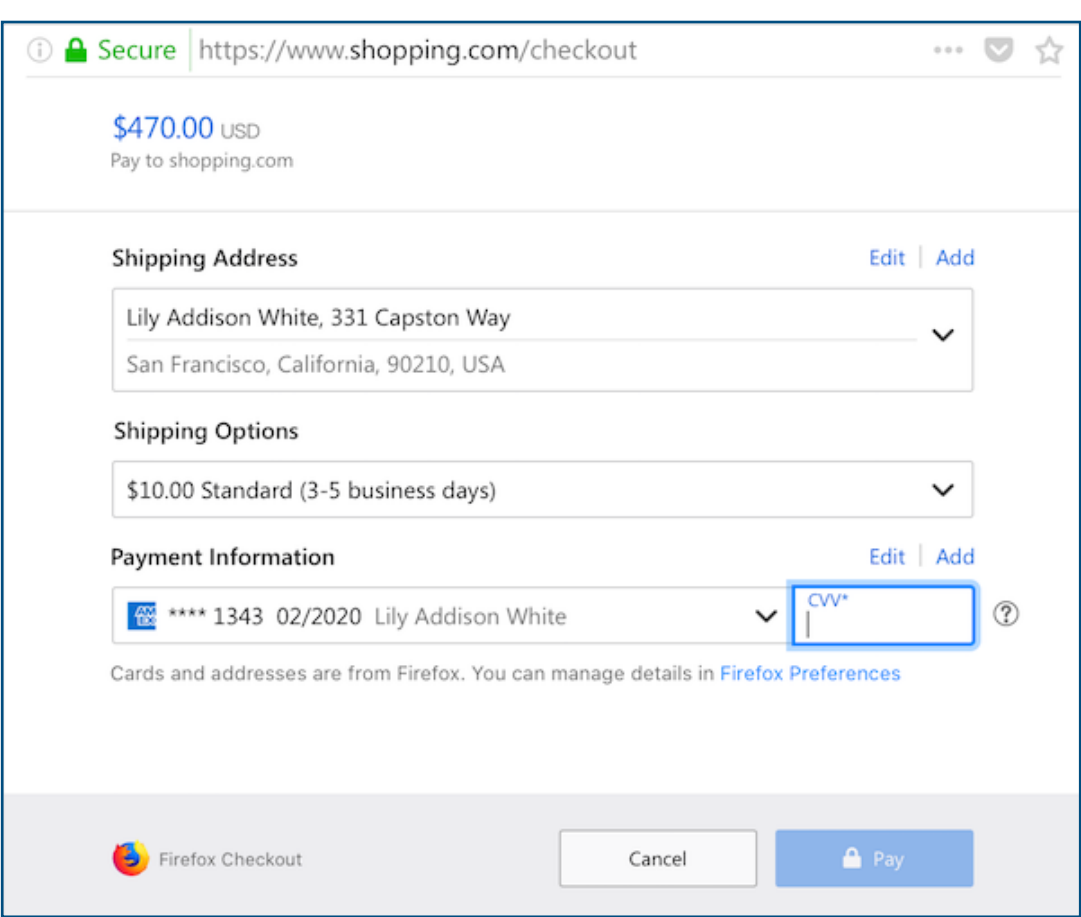 Secure https://www.shopping.com/checkout
$470.00 USD
Pay to shopping.com
Shipping Address Edit Add
Lily Addison White, 331 Capston Way
San Francisco, California, 90210, USA
Shipping Options
$10.00 Standard (3-5 business days)
Payment Information Edit Add
AMEX **** 1343 02/2020 Lily Addison White CVV*
Cards and addresses are from Firefox. You can manage details in Firefox Preferences
Firefox Checkout Cancel Pay